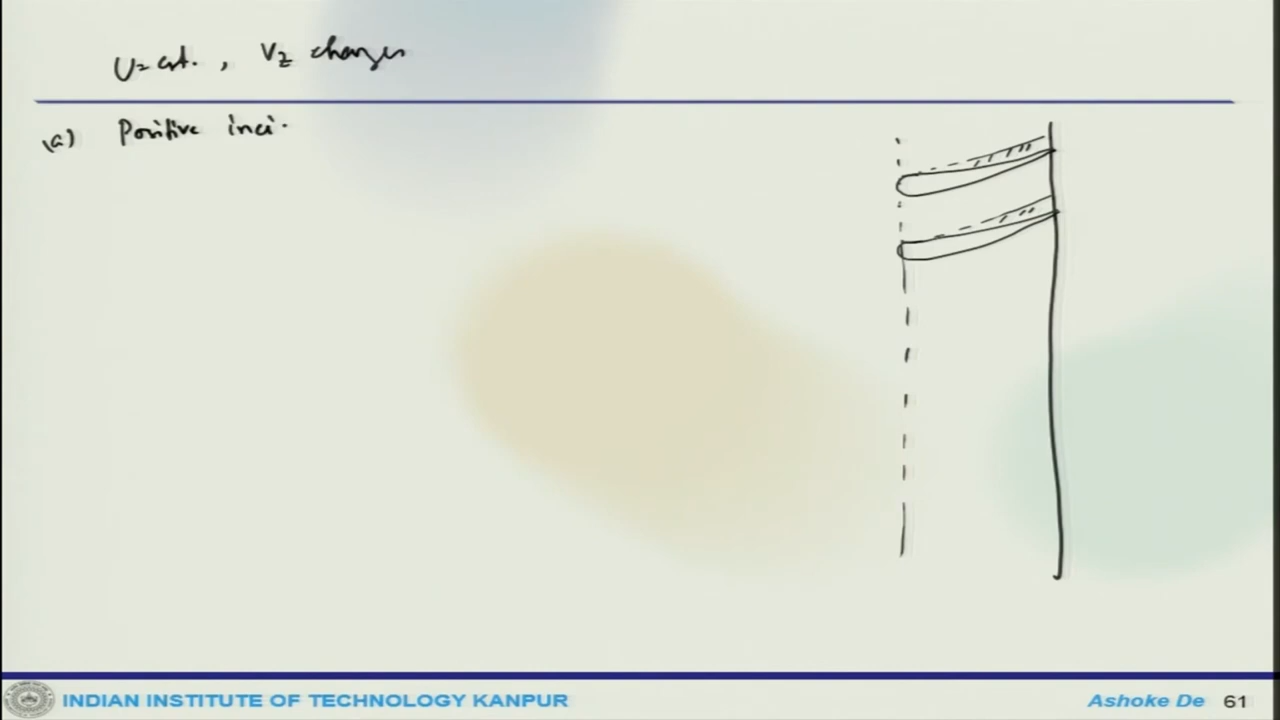 U= cst. , Vz changes
(a) Positive inci.
INDIAN INSTITUTE OF TECHNOLOGY KANPUR
Ashoke De 61